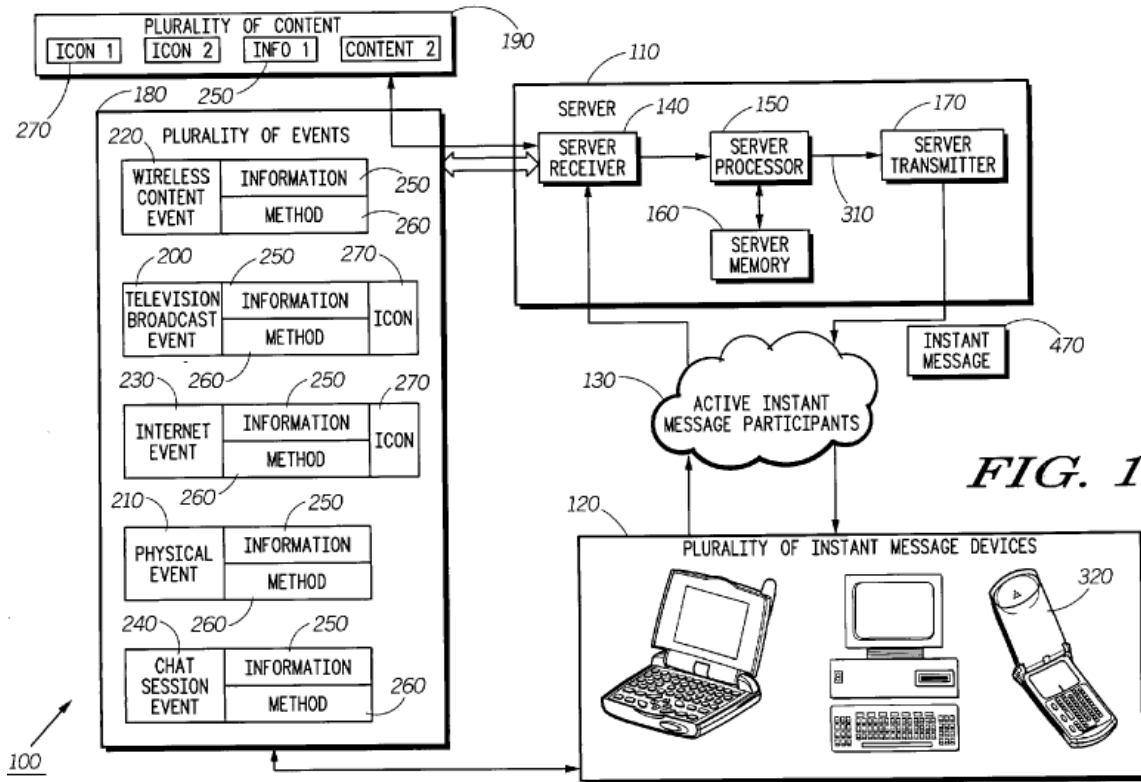 PLURALITY OF CONTENT
190
ICON 1 ICON 2 INFO 1 CONTENT 2
270
250
180
PLURALITY OF EVENTS
220
WIRELESS
CONTENT
EVENT
INFORMATION
METHOD
250
260
200
250
270
TELEVISION
BROADCAST
EVENT
INFORMATION
METHOD
ICON
260
230
250
270
INTERNET
EVENT
INFORMATION
METHOD
ICON
260
210
250
PHYSICAL
EVENT
INFORMATION
METHOD
260
240
250
CHAT
SESSION
EVENT
INFORMATION
METHOD
260
100
110
SERVER
140
SERVER
RECEIVER
150
SERVER
PROCESSOR
170
SERVER
TRANSMITTER
310
160
SERVER
MEMORY
INSTANT
MESSAGE
470
130
ACTIVE INSTANT
MESSAGE PARTICIPANTS
FIG. 1
120
PLURALITY OF INSTANT MESSAGE DEVICES
320